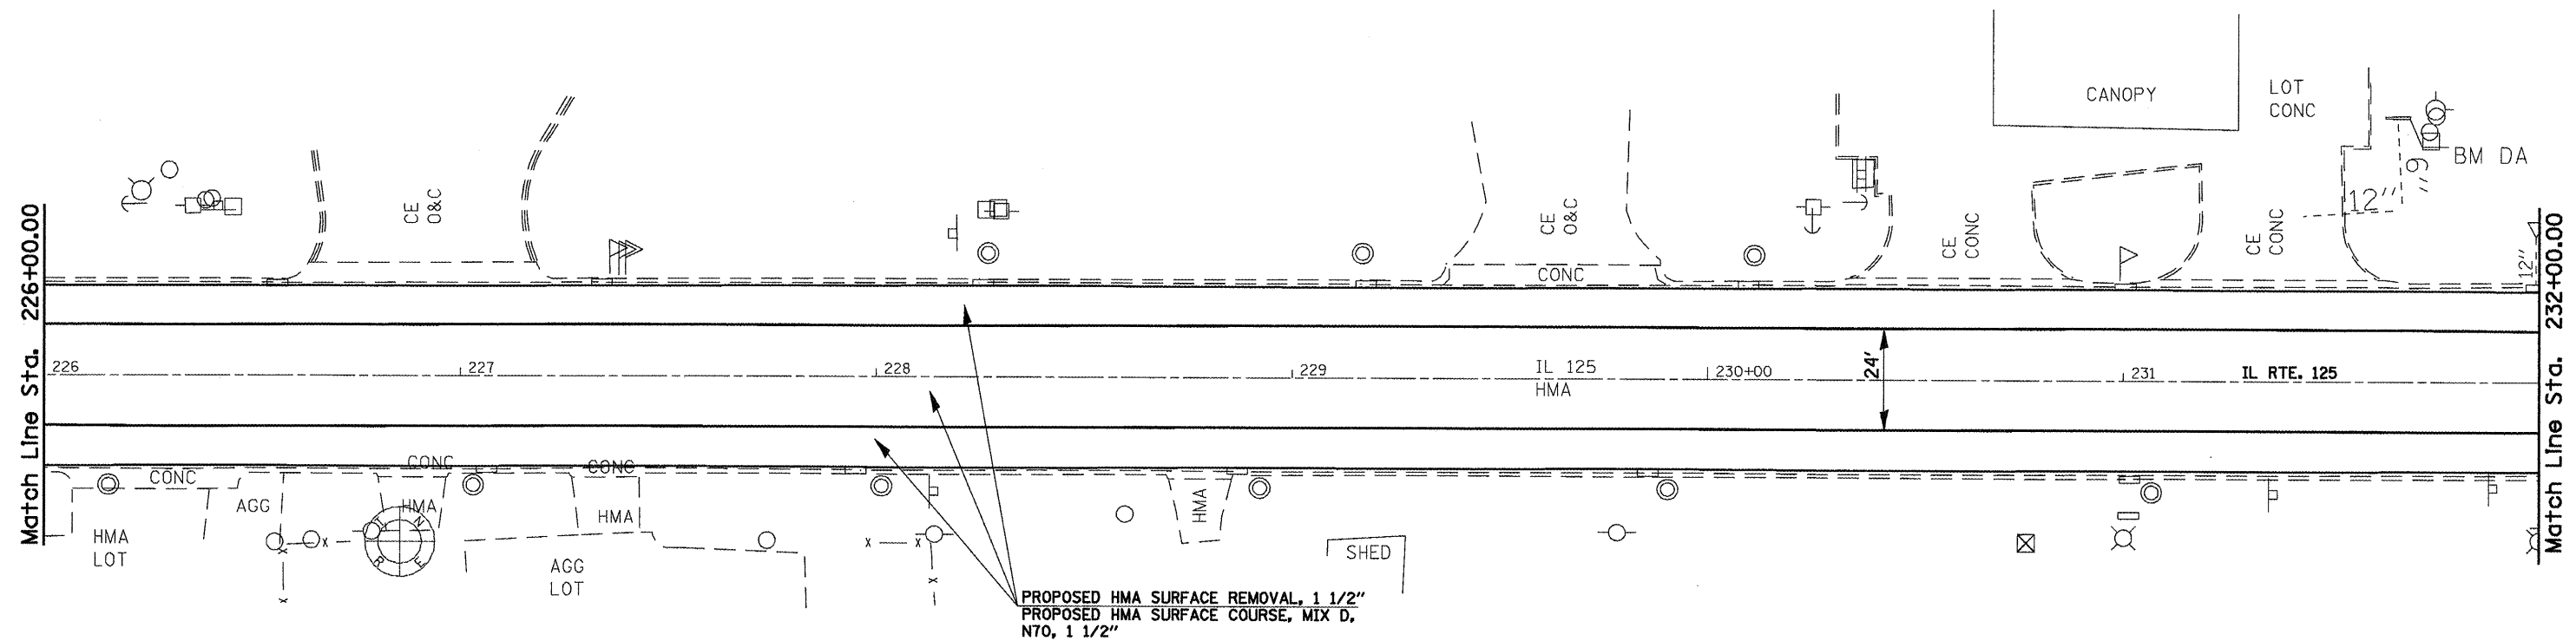 CANOPY
LOT
CONC
BM DA
6"
12"
CE
O&C
CE
O&C
CE
CONC
CE
CONC
12"
Match Line Sta. 226+00.00
Match Line Sta. 232+00.00
CONC
226
227
228
229
IL 125
HMA
230+00
24'
231
IL RTE. 125
CONC
CONC
CONC
AGG
HMA
HMA
HMA
HMA
LOT
AGG
LOT
SHED
PROPOSED HMA SURFACE REMOVAL, 1 1/2"
PROPOSED HMA SURFACE COURSE, MIX D,
N70, 1 1/2"